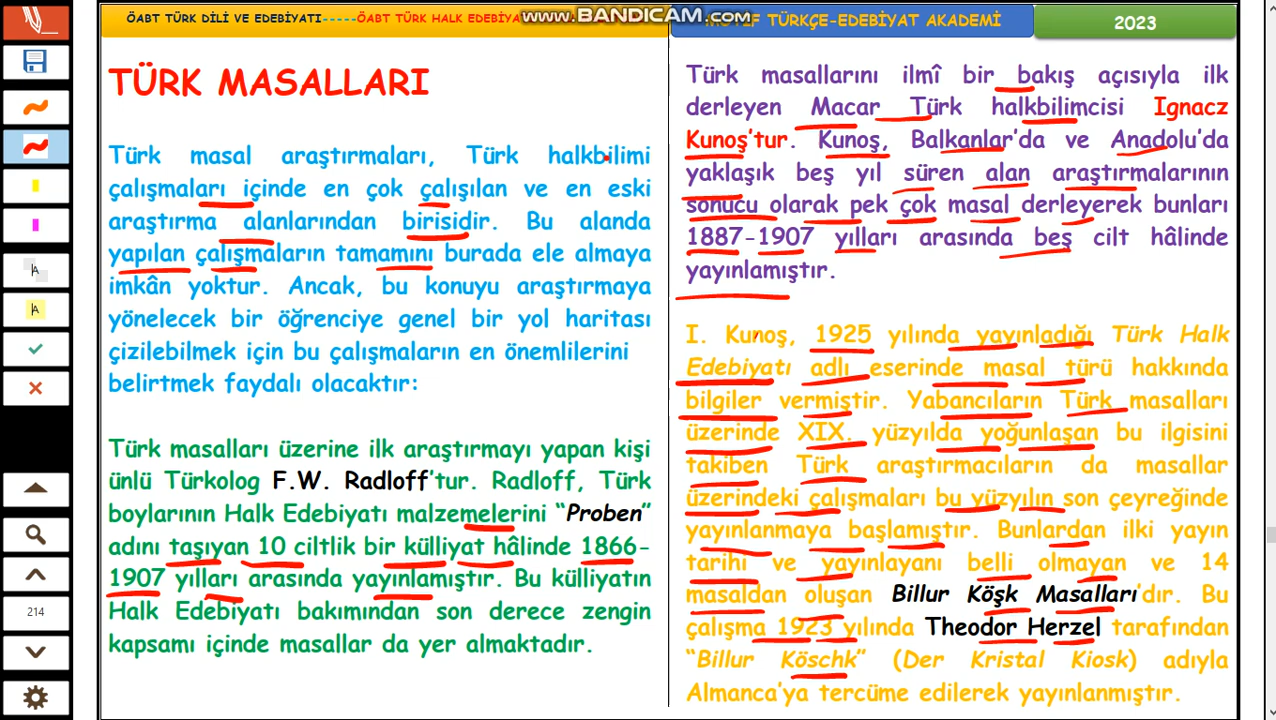 ÖABT TÜRK DİLİ VE EDEBİYATI-----ÖABT TÜRK HALK EDEBİYA
www.BANDICAM.com
MOTİF TÜRKÇE-EDEBİYAT AKADEMİ
2023
TÜRK MASALLARI
Türk masal araştırmaları, Türk halkbilimi
çalışmaları içinde en çok çalışılan ve en eski
araştırma alanlarından birisidir. Bu alanda
yapılan çalışmaların tamamını burada ele almaya
imkân yoktur. Ancak, bu konuyu araştırmaya
yönelecek bir öğrenciye genel bir yol haritası
çizilebilmek için bu çalışmaların en önemlilerini
belirtmek faydalı olacaktır:
Türk masalları üzerine ilk araştırmayı yapan kişi
ünlü Türkolog F.W. Radloff'tur. Radloff, Türk
boylarının Halk Edebiyatı malzemelerini “Proben”
adını taşıyan 10 ciltlik bir külliyat hâlinde 1866-
1907 yılları arasında yayınlamıştır. Bu külliyatın
Halk Edebiyatı bakımından son derece zengin
kapsamı içinde masallar da yer almaktadır.
Türk masallarını ilmî bir bakış açısıyla ilk
derleyen Macar Türk halkbilimcisi Ignacz
Kunoş'tur. Kunoş, Balkanlar'da ve Anadolu'da
yaklaşık beş yıl süren alan araştırmalarının
sonucu olarak pek çok masal derleyerek bunları
1887-1907 yılları arasında beş cilt hâlinde
yayınlamıştır.
I. Kunoş, 1925 yılında yayınladığı Türk Halk
Edebiyatı adlı eserinde masal türü hakkında
bilgiler vermiştir. Yabancıların Türk masalları
üzerinde XIX. yüzyılda yoğunlaşan bu ilgisini
takiben Türk araştırmacıların da masallar
üzerindeki çalışmaları bu yüzyılın son çeyreğinde
yayınlanmaya başlamıştır. Bunlardan ilki yayın
tarihi ve yayınlayanı belli olmayan ve 14
masaldan oluşan Billur Köşk Masalları'dır. Bu
çalışma 1923 yılında Theodor Herzel tarafından
“Billur Köschk” (Der Kristal Kiosk) adıyla
Almanca'ya tercüme edilerek yayınlanmıştır.
214